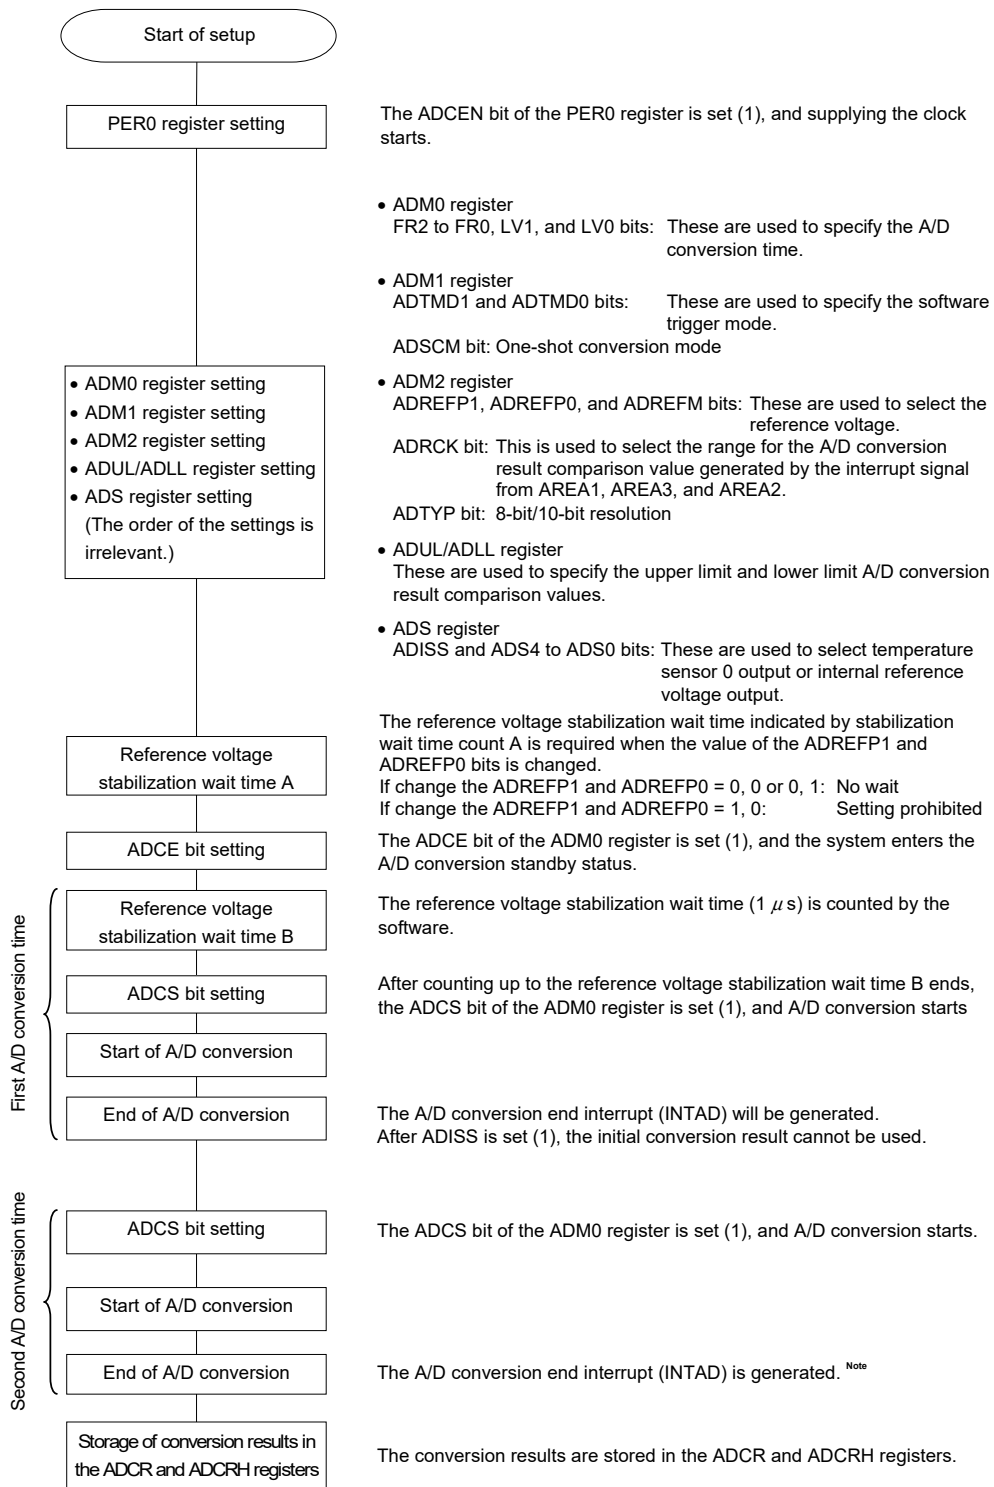 Start of setup
PER0 register setting
The ADCEN bit of the PER0 register is set (1), and supplying the clock
starts.
• ADM0 register
FR2 to FR0, LV1, and LV0 bits: These are used to specify the A/D
conversion time.
• ADM1 register
ADTMD1 and ADTMD0 bits: These are used to specify the software
trigger mode.
ADSCM bit: One-shot conversion mode
• ADM0 register setting
• ADM1 register setting
• ADM2 register setting
• ADUL/ADLL register setting
• ADS register setting
(The order of the settings is
irrelevant.)
• ADM2 register
ADREFP1, ADREFP0, and ADREFM bits: These are used to select the
reference voltage.
ADRCK bit: This is used to select the range for the A/D conversion
result comparison value generated by the interrupt signal
from AREA1, AREA3, and AREA2.
ADTYP bit: 8-bit/10-bit resolution
• ADUL/ADLL register
These are used to specify the upper limit and lower limit A/D conversion
result comparison values.
• ADS register
ADISS and ADS4 to ADS0 bits: These are used to select temperature
sensor 0 output or internal reference
voltage output.
Reference voltage
stabilization wait time A
The reference voltage stabilization wait time indicated by stabilization
wait time count A is required when the value of the ADREFP1 and
ADREFP0 bits is changed.
If change the ADREFP1 and ADREFP0 = 0, 0 or 0, 1: No wait
If change the ADREFP1 and ADREFP0 = 1, 0: Setting prohibited
ADCE bit setting
The ADCE bit of the ADM0 register is set (1), and the system enters the
A/D conversion standby status.
First A/D conversion time
Reference voltage
stabilization wait time B
The reference voltage stabilization wait time (1 μ s) is counted by the
software.
ADCS bit setting
After counting up to the reference voltage stabilization wait time B ends,
the ADCS bit of the ADM0 register is set (1), and A/D conversion starts
Start of A/D conversion
End of A/D conversion
The A/D conversion end interrupt (INTAD) will be generated.
After ADISS is set (1), the initial conversion result cannot be used.
Second A/D conversion time
ADCS bit setting
The ADCS bit of the ADM0 register is set (1), and A/D conversion starts.
Start of A/D conversion
End of A/D conversion
The A/D conversion end interrupt (INTAD) is generated. Note
Storage of conversion results in
the ADCR and ADCRH registers
The conversion results are stored in the ADCR and ADCRH registers.